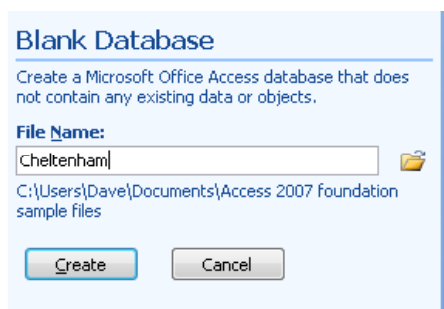 Blank Database
Create a Microsoft Office Access database that does
not contain any existing data or objects.
File Name:
Cheltenham
C:\Users\Dave\Documents\Access 2007 foundation
sample files
Create Cancel